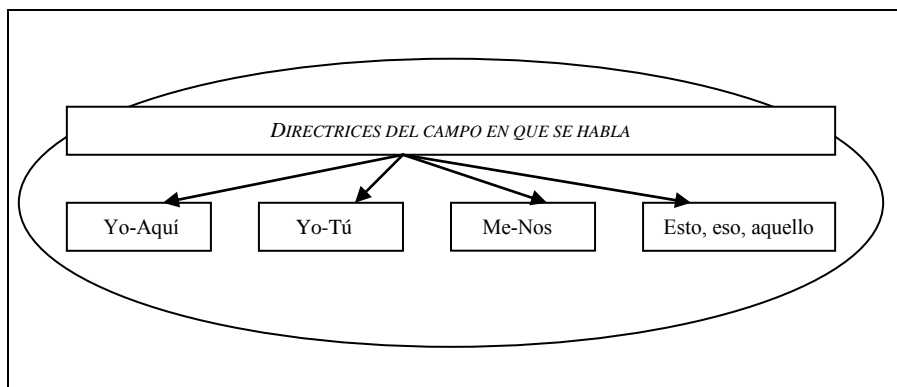 DIRECTRICES DEL CAMPO EN QUE SE HABLA
Yo-Aquí
Yo-Tú
Me-Nos
Esto, eso, aquello